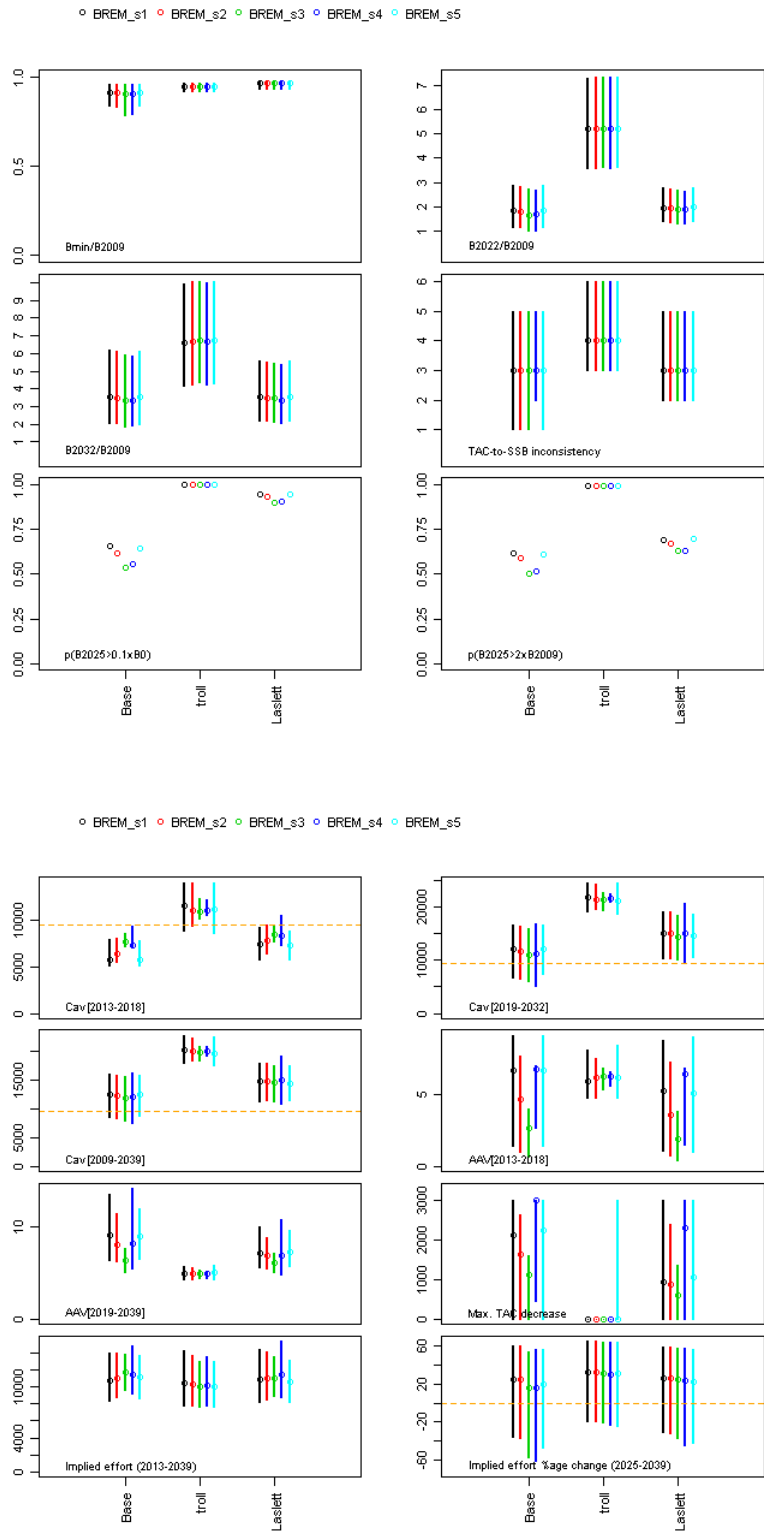 BREM_s1 BREM_s2 BREM_s3 BREM_s4 BREM_s5
0.0 0.5 1.0
Bmin/B2009
1 2 3 4 5 6 7
B2022/B2009
1 2 3 4 5 6 7 8 9
B2032/B2009
1 2 3 4 5 6
TAC-to-SSB inconsistency
0.00 0.25 0.50 0.75 1.00
p(B2025>0.1xB0)
0.00 0.25 0.50 0.75 1.00
p(B2025>2xB2009)
Base troll Laslett
Base troll Laslett
BREM_s1 BREM_s2 BREM_s3 BREM_s4 BREM_s5
0 5000 10000
Cav[2013-2018]
0 10000 20000
Cav[2019-2032]
0 5000 15000
Cav[2009-2039]
0 5
AAV[2013-2018]
0 10
AAV[2019-2039]
0 1000 2000 3000
Max. TAC decrease
0 4000 10000
Implied effort (2013-2039)
-60 -20 20 60
Implied effort %age change (2025-2039)
Base troll Laslett
Base troll Laslett